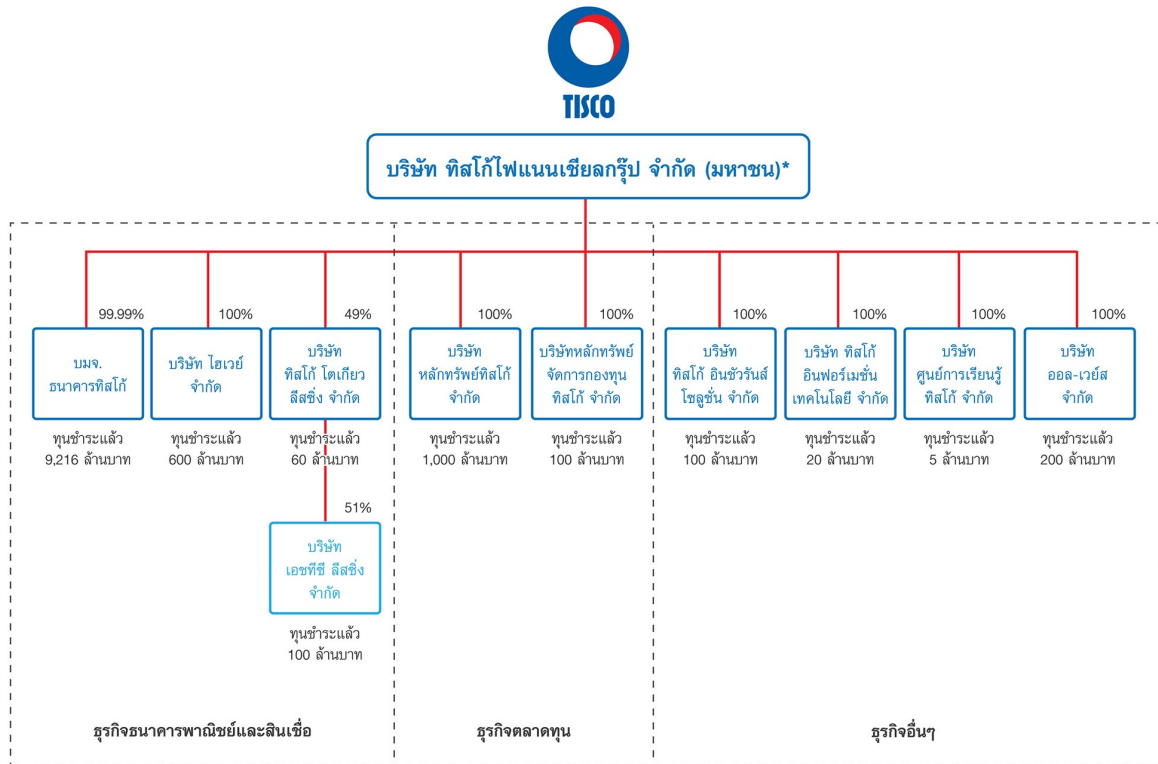 TISCO
บริษัท ทิสโก้ไฟแนนเชียลกรุ๊ป จำกัด (มหาชน)*
99.99%
บมจ.
ธนาคารทิสโก้
ทุนชำระแล้ว
9,216 ล้านบาท
100%
บริษัท ไฮเวย์
จำกัด
ทุนชำระแล้ว
600 ล้านบาท
49%
บริษัท
ทิสโก้ โตเกียว
ลีสซิ่ง จำกัด
ทุนชำระแล้ว
60 ล้านบาท
51%
บริษัท
เอชทีซี ลีสซิ่ง
จำกัด
ทุนชำระแล้ว
100 ล้านบาท
ธุรกิจธนาคารพาณิชย์และสินเชื่อ
100%
บริษัท
หลักทรัพย์ทิสโก้
จำกัด
ทุนชำระแล้ว
1,000 ล้านบาท
100%
บริษัทหลักทรัพย์
จัดการกองทุน
ทิสโก้ จำกัด
ทุนชำระแล้ว
100 ล้านบาท
ธุรกิจตลาดทุน
100%
บริษัท
ทิสโก้ อินชัวรันส์
โซลูชั่น จำกัด
ทุนชำระแล้ว
100 ล้านบาท
100%
บริษัท ทิสโก้
อินฟอร์เมชั่น
เทคโนโลยี จำกัด
ทุนชำระแล้ว
20 ล้านบาท
100%
บริษัท
ศูนย์การเรียนรู้
ทิสโก้ จำกัด
ทุนชำระแล้ว
5 ล้านบาท
100%
บริษัท
ออล-เวย์ส
จำกัด
ทุนชำระแล้ว
200 ล้านบาท
ธุรกิจอื่นๆ